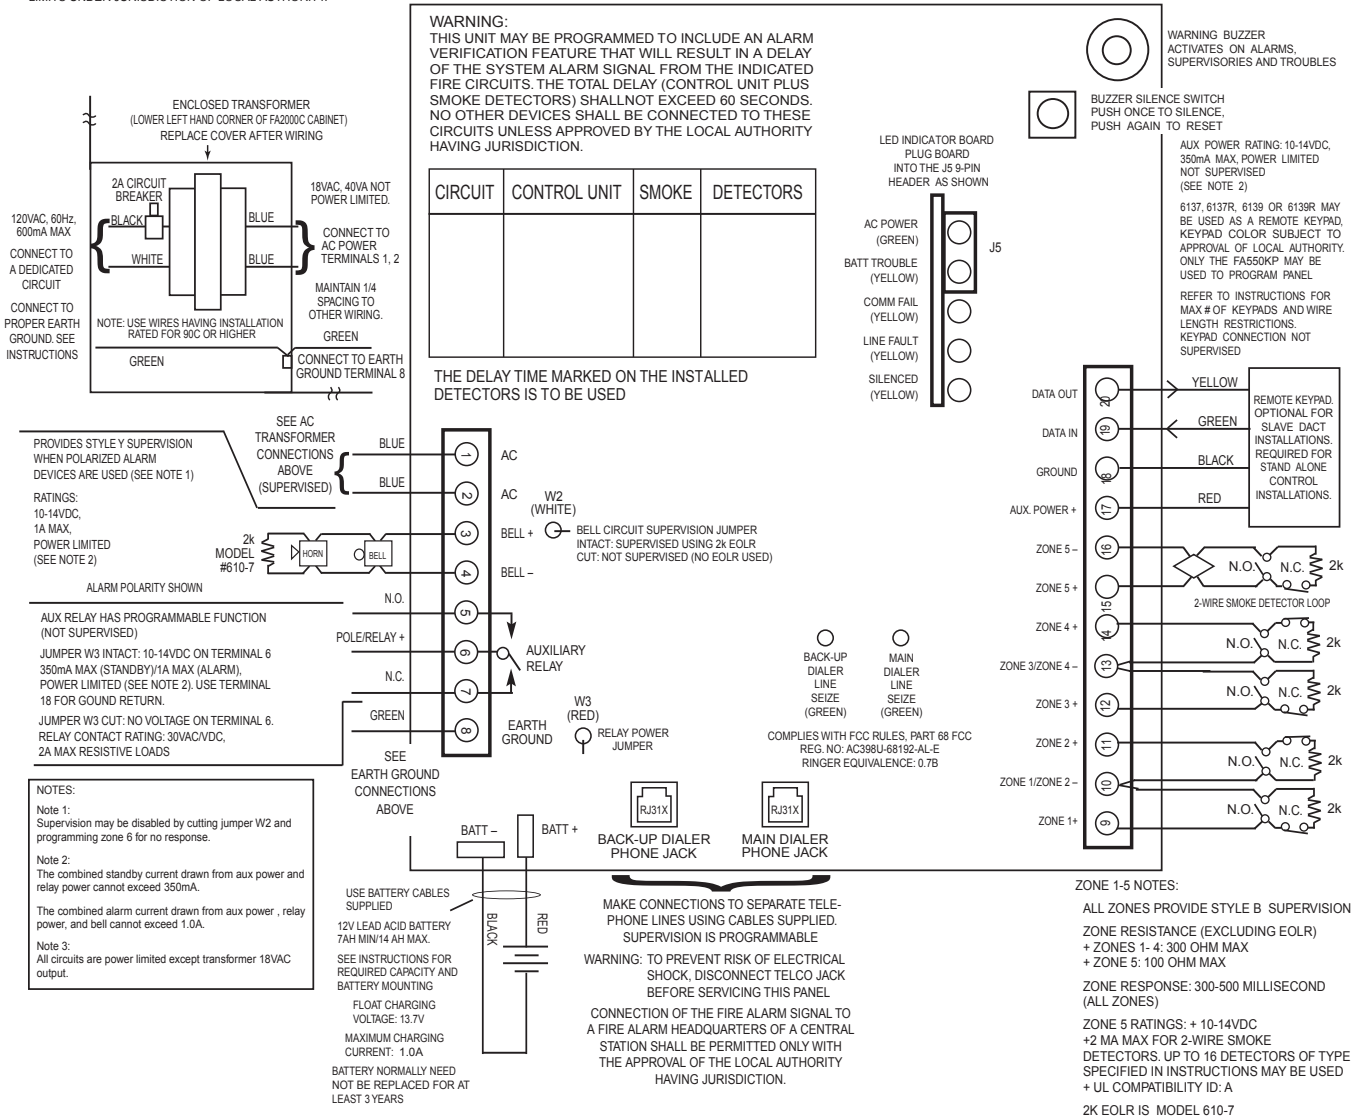 WARNING:
THIS UNIT MAY BE PROGRAMMED TO INCLUDE AN ALARM
VERIFICATION FEATURE THAT WILL RESULT IN A DELAY
OF THE SYSTEM ALARM SIGNAL FROM THE INDICATED
FIRE CIRCUITS. THE TOTAL DELAY (CONTROL UNIT PLUS
SMOKE DETECTORS) SHALLNOT EXCEED 60 SECONDS.
NO OTHER DEVICES SHALL BE CONNECTED TO THESE
CIRCUITS UNLESS APPROVED BY THE LOCAL AUTHORITY
HAVING JURISDICTION.
CIRCUIT CONTROL UNIT SMOKE DETECTORS
THE DELAY TIME MARKED ON THE INSTALLED
DETECTORS IS TO BE USED
WARNING BUZZER
ACTIVATES ON ALARMS,
SUPERVISORIES AND TROUBLES
BUZZER SILENCE SWITCH
PUSH ONCE TO SILENCE,
PUSH AGAIN TO RESET
AUX POWER RATING: 10-14VDC,
350mA MAX, POWER LIMITED
NOT SUPERVISED
(SEE NOTE 2)
6137, 6137R, 6139 OR 6139R MAY
BE USED AS A REMOTE KEYPAD,
KEYPAD COLOR SUBJECT TO
APPROVAL OF LOCAL AUTHORITY.
ONLY THE FA550KP MAY BE
USED TO PROGRAM PANEL
REFER TO INSTRUCTIONS FOR
MAX # OF KEYPADS AND WIRE
LENGTH RESTRICTIONS.
KEYPAD CONNECTION NOT
SUPERVISED
LED INDICATOR BOARD
PLUG BOARD
INTO THE J5 9-PIN
HEADER AS SHOWN
AC POWER
(GREEN)
J5
BATT TROUBLE
(YELLOW)
COMM FAIL
(YELLOW)
LINE FAULT
(YELLOW)
SILENCED
(YELLOW)
ENCLOSED TRANSFORMER
(LOWER LEFT HAND CORNER OF FA2000C CABINET)
REPLACE COVER AFTER WIRING
2A CIRCUIT
BREAKER
BLACK
WHITE
BLUE
BLUE
18VAC, 40VA NOT
POWER LIMITED.
CONNECT TO
AC POWER
TERMINALS 1, 2
MAINTAIN 1/4
SPACING TO
OTHER WIRING.
GREEN
120VAC, 60Hz,
600mA MAX
CONNECT TO
A DEDICATED
CIRCUIT
CONNECT TO
PROPER EARTH
GROUND. SEE
INSTRUCTIONS
NOTE: USE WIRES HAVING INSTALLATION
RATED FOR 90C OR HIGHER
GREEN
CONNECT TO EARTH
GROUND TERMINAL 8
PROVIDES STYLE Y SUPERVISION
WHEN POLARIZED ALARM
DEVICES ARE USED (SEE NOTE 1)
RATINGS:
10-14VDC,
1A MAX,
POWER LIMITED
(SEE NOTE 2)
SEE AC
TRANSFORMER
CONNECTIONS
ABOVE
(SUPERVISED)
BLUE
BLUE
2k
MODEL
#610-7
HORN
BELL
ALARM POLARITY SHOWN
1 AC
2 AC
3 BELL +
4 BELL –
5
6
7
8
W2
(WHITE)
BELL CIRCUIT SUPERVISION JUMPER
INTACT: SUPERVISED USING 2k EOLR
CUT: NOT SUPERVISED (NO EOLR USED)
N.O.
POLE/RELAY +
N.C.
GREEN
AUXILIARY
RELAY
EARTH
GROUND
W3
(RED)
RELAY POWER
JUMPER
AUX RELAY HAS PROGRAMMABLE FUNCTION
(NOT SUPERVISED)
JUMPER W3 INTACT: 10-14VDC ON TERMINAL 6
350mA MAX (STANDBY)/1A MAX (ALARM),
POWER LIMITED (SEE NOTE 2). USE TERMINAL
18 FOR GOUND RETURN.
JUMPER W3 CUT: NO VOLTAGE ON TERMINAL 6.
RELAY CONTACT RATING: 30VAC/VDC,
2A MAX RESISTIVE LOADS
SEE
EARTH GROUND
CONNECTIONS
ABOVE
NOTES:
Note 1:
Supervision may be disabled by cutting jumper W2 and
programming zone 6 for no response.
Note 2:
The combined standby current drawn from aux power and
relay power cannot exceed 350mA.
The combined alarm current drawn from aux power , relay
power, and bell cannot exceed 1.0A.
Note 3:
All circuits are power limited except transformer 18VAC
output.
BACK-UP
DIALER
LINE
SEIZE
(GREEN)
MAIN
DIALER
LINE
SEIZE
(GREEN)
COMPLIES WITH FCC RULES, PART 68 FCC
REG. NO: AC398U-68192-AL-E
RINGER EQUIVALENCE: 0.7B
RJ31X
BACK-UP DIALER
PHONE JACK
RJ31X
MAIN DIALER
PHONE JACK
BATT –
BATT +
BLACK
RED
USE BATTERY CABLES
SUPPLIED
12V LEAD ACID BATTERY
7AH MIN/14 AH MAX.
SEE INSTRUCTIONS FOR
REQUIRED CAPACITY AND
BATTERY MOUNTING
FLOAT CHARGING
VOLTAGE: 13.7V
MAXIMUM CHARGING
CURRENT: 1.0A
BATTERY NORMALLY NEED
NOT BE REPLACED FOR AT
LEAST 3 YEARS
MAKE CONNECTIONS TO SEPARATE TELE-
PHONE LINES USING CABLES SUPPLIED.
SUPERVISION IS PROGRAMMABLE
WARNING: TO PREVENT RISK OF ELECTRICAL
SHOCK, DISCONNECT TELCO JACK
BEFORE SERVICING THIS PANEL
CONNECTION OF THE FIRE ALARM SIGNAL TO
A FIRE ALARM HEADQUARTERS OF A CENTRAL
STATION SHALL BE PERMITTED ONLY WITH
THE APPROVAL OF THE LOCAL AUTHORITY
HAVING JURISDICTION.
DATA OUT 20 YELLOW
DATA IN 19 GREEN
GROUND 18 BLACK
AUX. POWER + 17 RED
REMOTE KEYPAD.
OPTIONAL FOR
SLAVE DACT
INSTALLATIONS.
REQUIRED FOR
STAND ALONE
CONTROL
INSTALLATIONS.
ZONE 5 – 16
N.O. N.C. 2k
ZONE 5 + 15
2-WIRE SMOKE DETECTOR LOOP
ZONE 4 + 14
N.O. N.C. 2k
ZONE 3/ZONE 4 – 13
N.O. N.C. 2k
ZONE 3 + 12
ZONE 2 + 11
N.O. N.C. 2k
ZONE 1/ZONE 2 – 10
N.O. N.C. 2k
ZONE 1+ 9
ZONE 1-5 NOTES:
ALL ZONES PROVIDE STYLE B SUPERVISION
ZONE RESISTANCE (EXCLUDING EOLR)
+ ZONES 1- 4: 300 OHM MAX
+ ZONE 5: 100 OHM MAX
ZONE RESPONSE: 300-500 MILLISECOND
(ALL ZONES)
ZONE 5 RATINGS: + 10-14VDC
+2 MA MAX FOR 2-WIRE SMOKE
DETECTORS. UP TO 16 DETECTORS OF TYPE
SPECIFIED IN INSTRUCTIONS MAY BE USED
+ UL COMPATIBILITY ID: A
2K EOLR IS MODEL 610-7